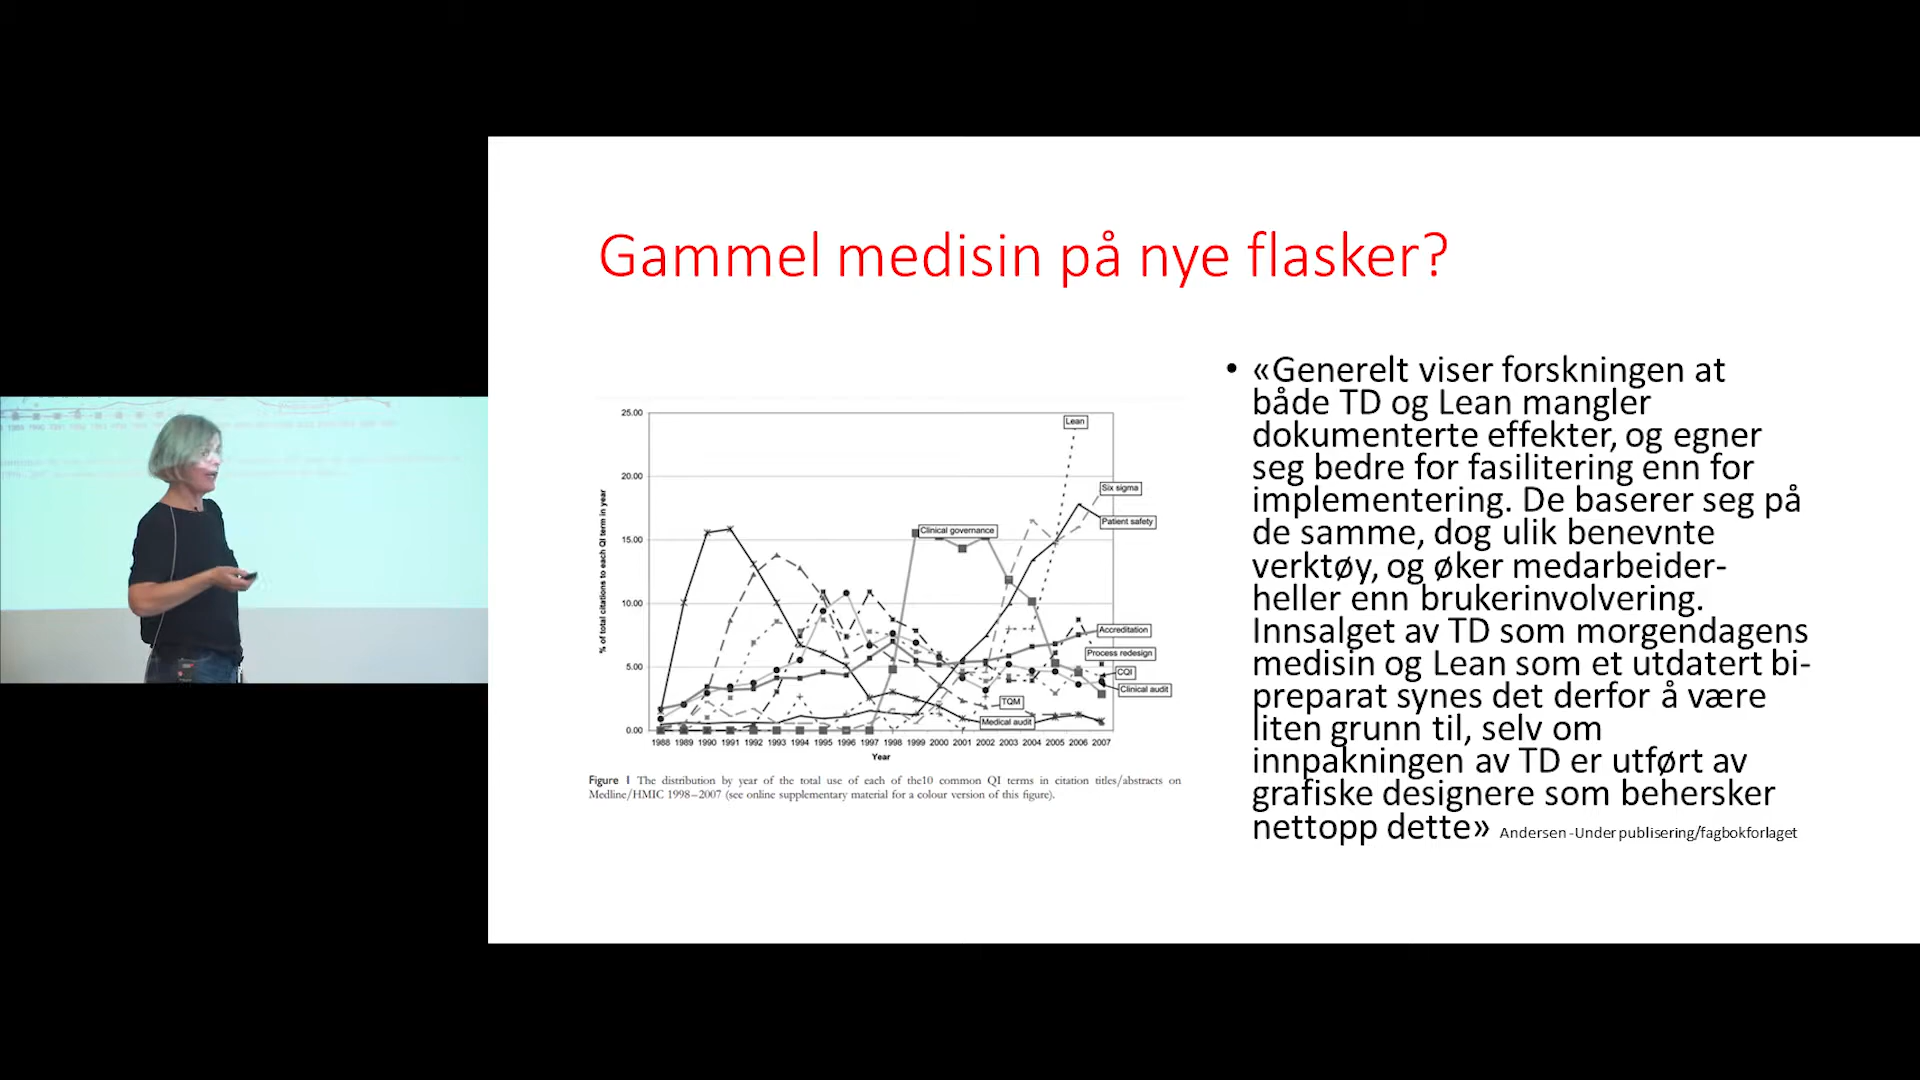 Gammel medisin på nye flasker?
25.00
20.00
15.00
10.00
5.00
0.00
% of total citations to each QI term in year
Lean
Six sigma
Patient safety
Clinical governance
Accreditation
Process redesign
CQI
Clinical audit
TQM
Medical audit
1988 1989 1990 1991 1992 1993 1994 1995 1996 1997 1998 1999 2000 2001 2002 2003 2004 2005 2006 2007
Year
Figure 1 The distribution by year of the total use of each of the10 common QI terms in citation titles/abstracts on
Medline/HMIC 1998–2007 (see online supplementary material for a colour version of this figure).
• «Generelt viser forskningen at
både TD og Lean mangler
dokumenterte effekter, og egner
seg bedre for fasilitering enn for
implementering. De baserer seg på
de samme, dog ulik benevnte
verktøy, og øker medarbeider-
heller enn brukerinvolvering.
Innsalget av TD som morgendagens
medisin og Lean som et utdatert bi-
preparat synes det derfor å være
liten grunn til, selv om
innpakningen av TD er utført av
grafiske designere som behersker
nettopp dette» Andersen -Under publisering/fagbokforlaget